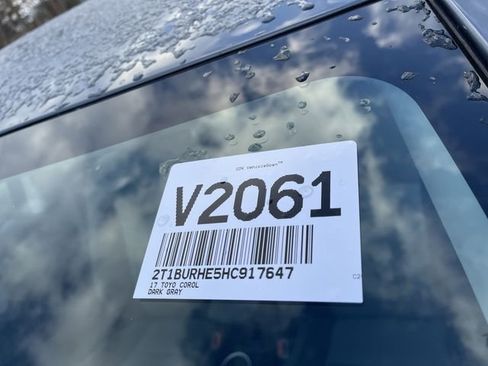 V2061
2T1BURHE5HC917647
17 TOYO COROL
DARK GRAY